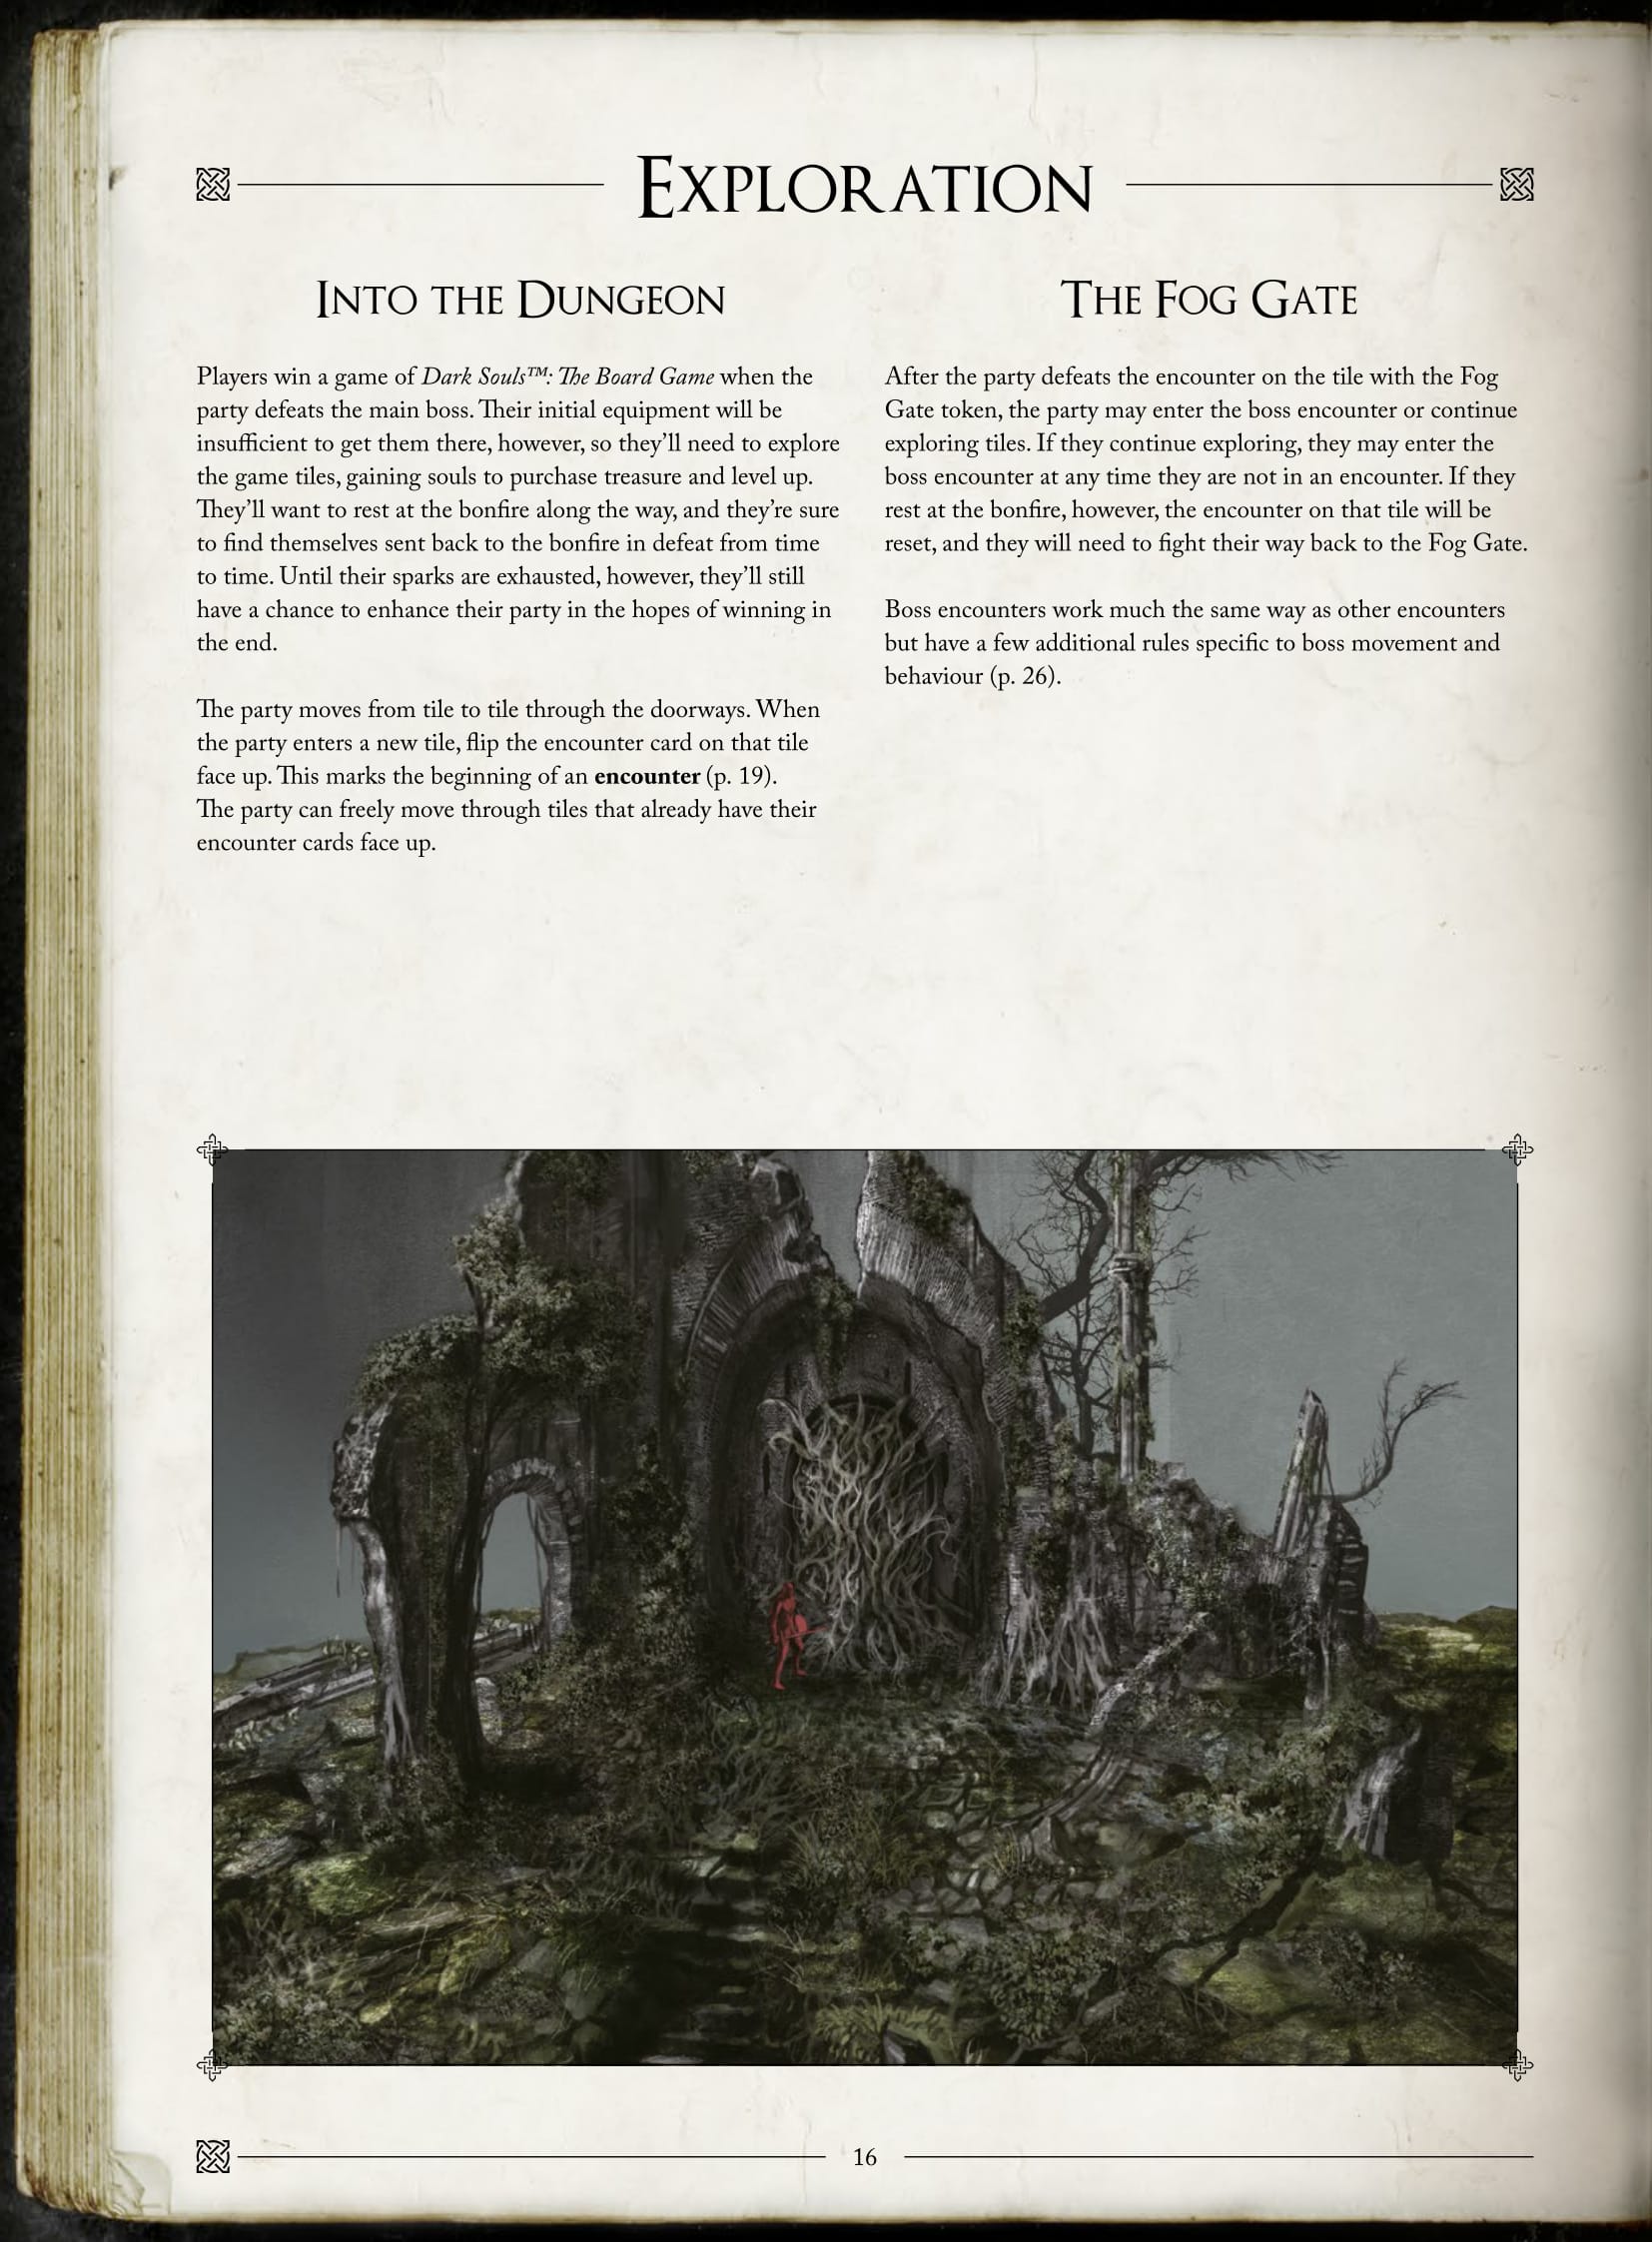 Exploration
Into the Dungeon
Players win a game of Dark Souls™: The Board Game when the
party defeats the main boss. Their initial equipment will be
insufficient to get them there, however, so they’ll need to explore
the game tiles, gaining souls to purchase treasure and level up.
They’ll want to rest at the bonfire along the way, and they’re sure
to find themselves sent back to the bonfire in defeat from time
to time. Until their sparks are exhausted, however, they’ll still
have a chance to enhance their party in the hopes of winning in
the end.
The party moves from tile to tile through the doorways. When
the party enters a new tile, flip the encounter card on that tile
face up. This marks the beginning of an encounter (p. 19).
The party can freely move through tiles that already have their
encounter cards face up.
The Fog Gate
After the party defeats the encounter on the tile with the Fog
Gate token, the party may enter the boss encounter or continue
exploring tiles. If they continue exploring, they may enter the
boss encounter at any time they are not in an encounter. If they
rest at the bonfire, however, the encounter on that tile will be
reset, and they will need to fight their way back to the Fog Gate.
Boss encounters work much the same way as other encounters
but have a few additional rules specific to boss movement and
behaviour (p. 26).
16